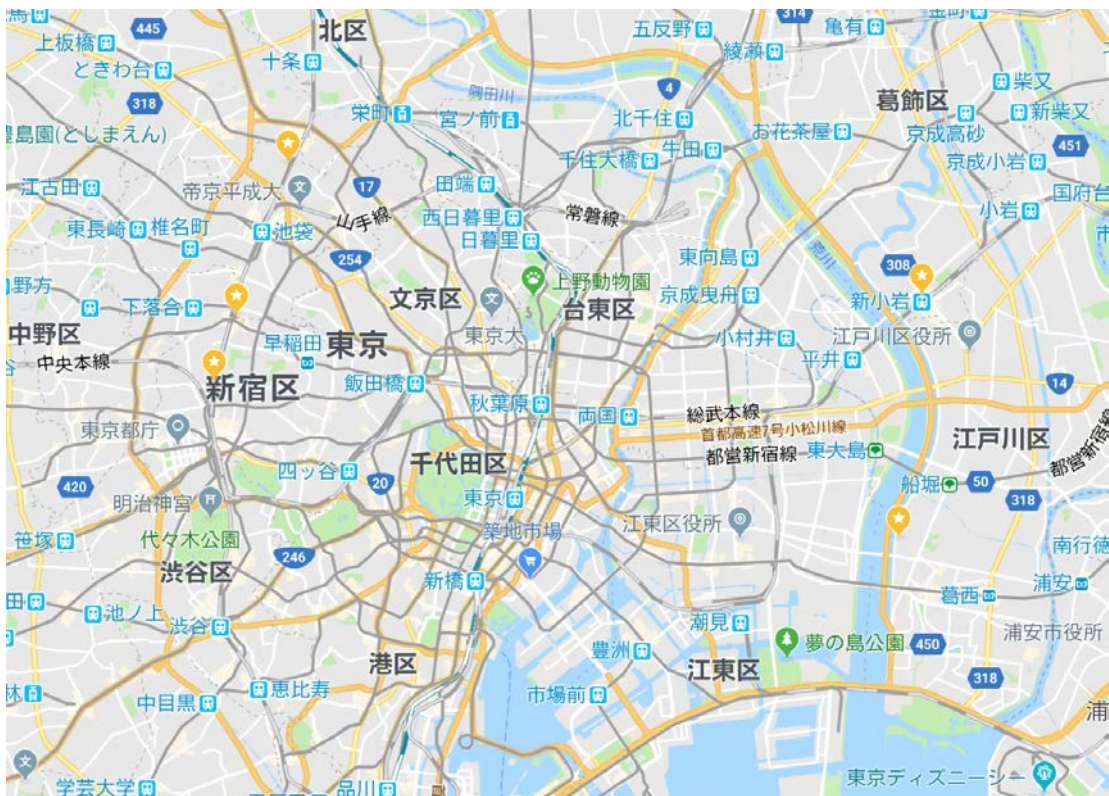 445
上板橋
ときわ台
318
北区
十条
五反野
314
綾瀬
亀有
4
隅田川
栄町
宮ノ前
北千住
葛飾区
柴又
京成高砂
新柴又
豊島園(としまえん)
お花茶屋
牛田
千住大橋
451
京成小岩
江古田
帝京平成大
17
田端
国府台
小岩
東長崎
椎名町
池袋
山手線
西日暮里
常磐線
日暮里
荒川
254
東向島
308
野方
下落合
文京区
上野動物園
京成曳舟
新小岩
台東区
中野区
中央本線
早稲田
東京
東京大
小村井
江戸川区役所
平井
新宿区
飯田橋
14
秋葉原
両国
総武本線
首都高速7号小松川線
東京都庁
都営新宿線
東大島
江戸川区
都営新宿線
千代田区
四ツ谷
420
20
東京
船堀
50
318
明治神宮
築地市場
江東区役所
笹塚
代々木公園
246
南行徳
渋谷区
新橋
葛西
浦安
池ノ上
渋谷
潮見
浦安市役所
豊洲
夢の島公園
450
港区
江東区
318
恵比寿
市場前
中目黒
学芸大学
品川
東京ディズニーシー